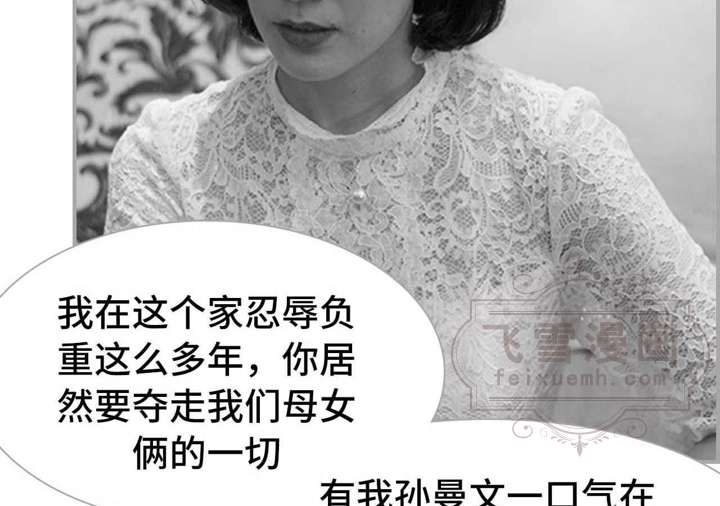 我在这个家忍辱负
重这么多年，你居
然要夺走我们母女
俩的一切
飞雪漫画
feixuemh.com
有我孙曼文一口气在